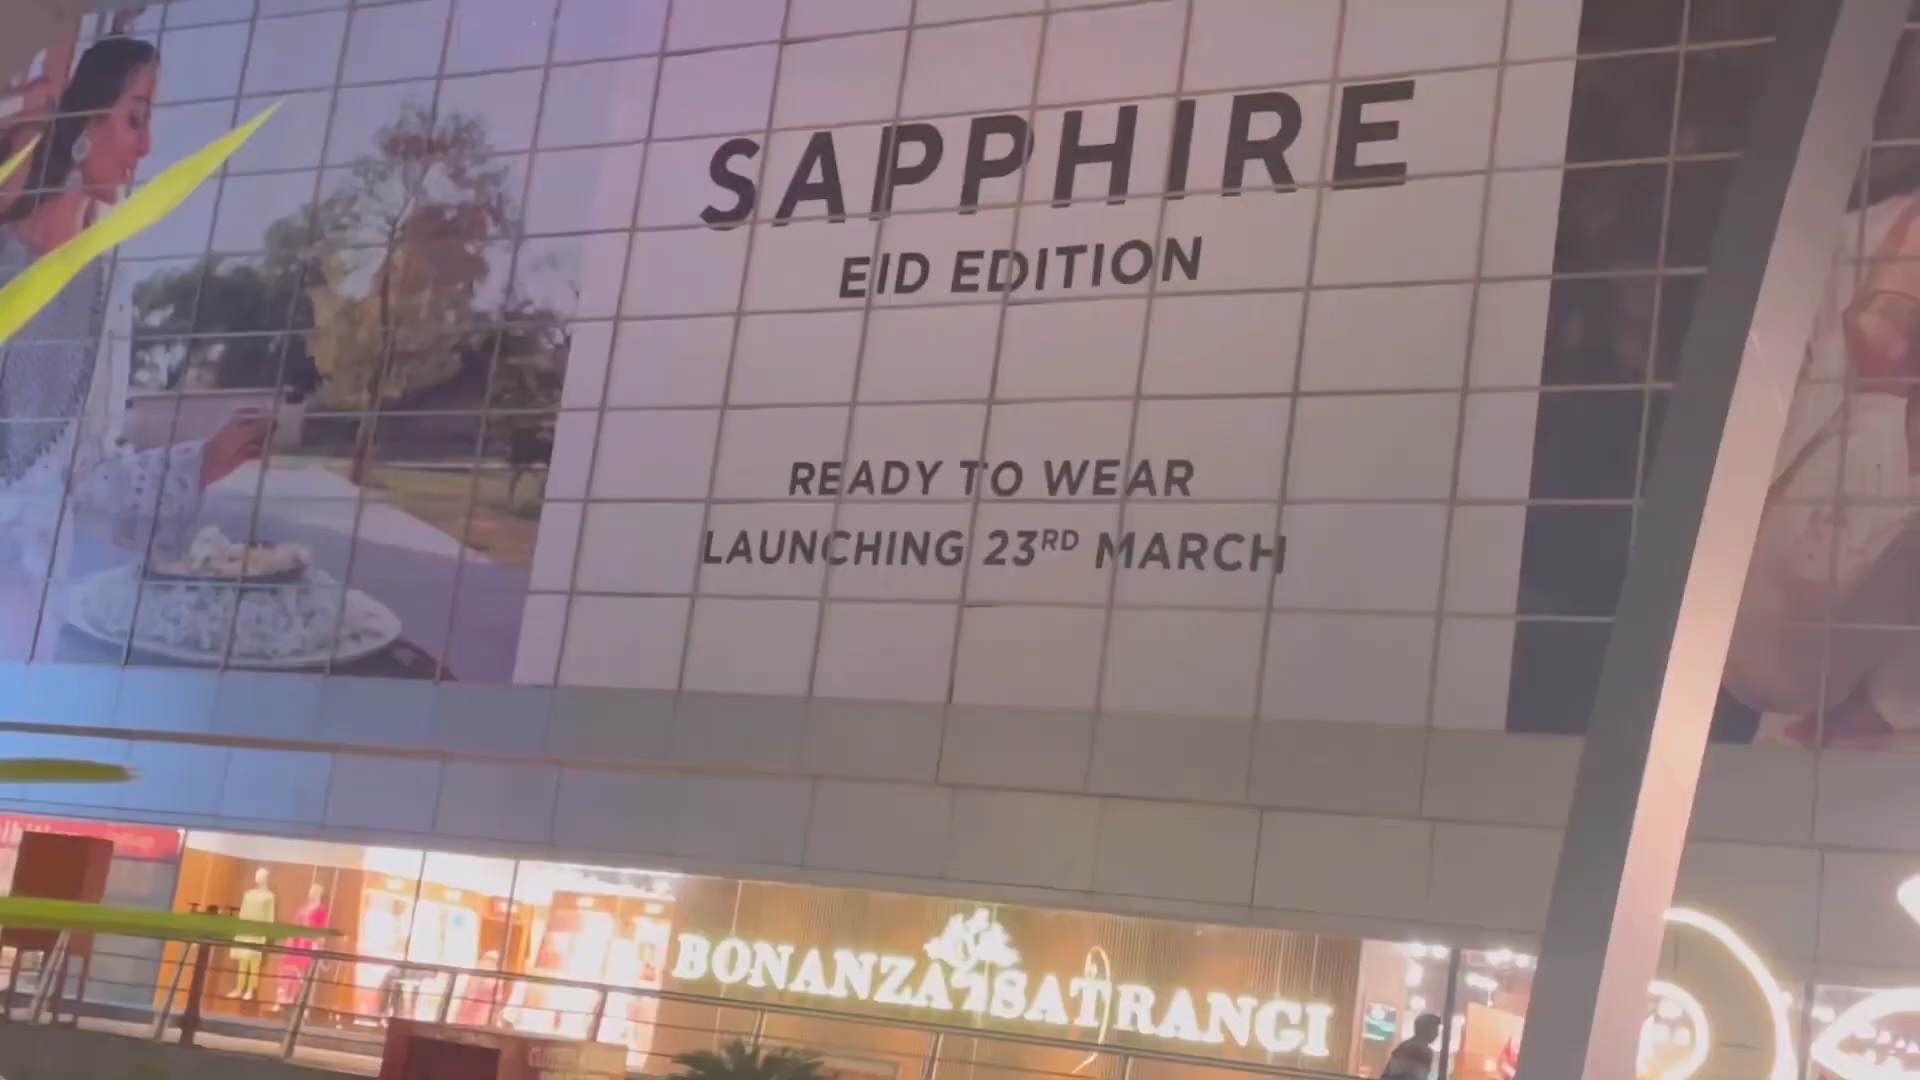 SAPPHIRE
EID EDITION
READY TO WEAR
LAUNCHING 23RD MARCH
BONANZA SATRANGI